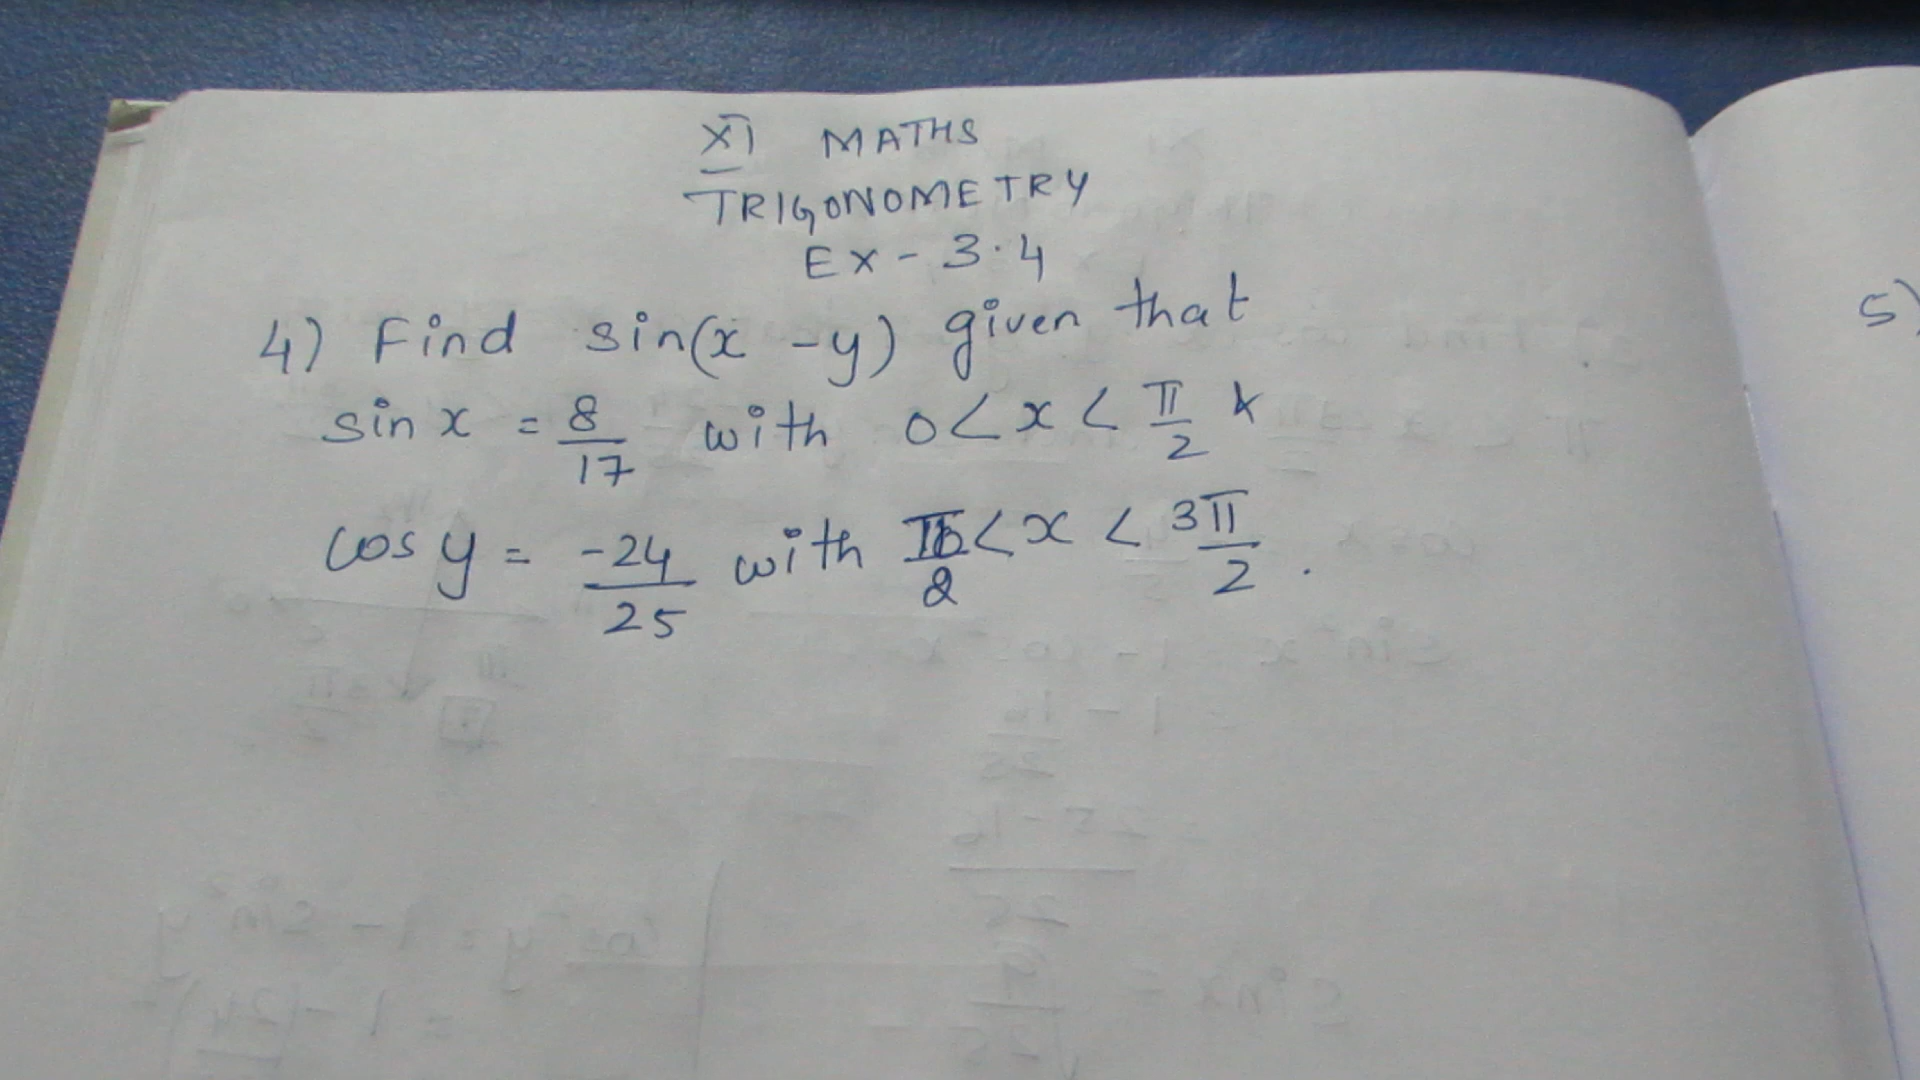 XI MATHS
TRIGONOMETRY
EX - 3.4
4) Find sin(x - y) given that
sin x = 8/17 with 0 < x < π/2 &
cos y = -24/25 with π/2 < x < 3π/2 .
5)